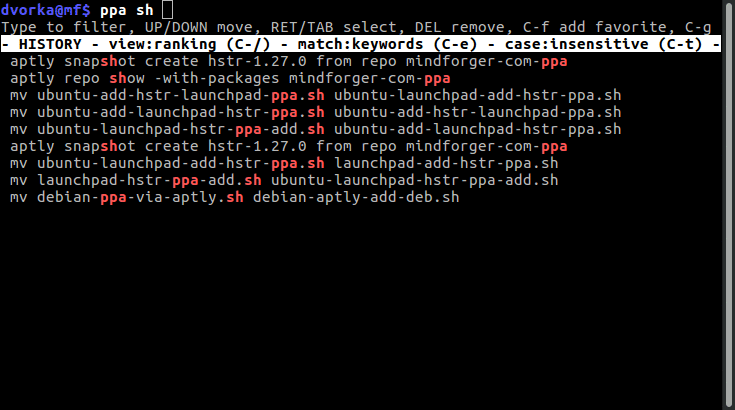 dvorka@mf$ ppa sh
Type to filter, UP/DOWN move, RET/TAB select, DEL remove, C-f add favorite, C-g
- HISTORY - view:ranking (C-/) - match:keywords (C-e) - case:insensitive (C-t) -
aptly snapshot create hstr-1.27.0 from repo mindforger-com-ppa
aptly repo show -with-packages mindforger-com-ppa
mv ubuntu-add-hstr-launchpad-ppa.sh ubuntu-launchpad-add-hstr-ppa.sh
mv ubuntu-add-launchpad-hstr-ppa.sh ubuntu-add-hstr-launchpad-ppa.sh
mv ubuntu-launchpad-hstr-ppa-add.sh ubuntu-add-launchpad-hstr-ppa.sh
aptly snapshot create hstr-1.27.0 from repo mindforger-com-ppa
mv ubuntu-launchpad-add-hstr-ppa.sh launchpad-add-hstr-ppa.sh
mv launchpad-hstr-ppa-add.sh ubuntu-launchpad-hstr-ppa-add.sh
mv debian-ppa-via-aptly.sh debian-aptly-add-deb.sh